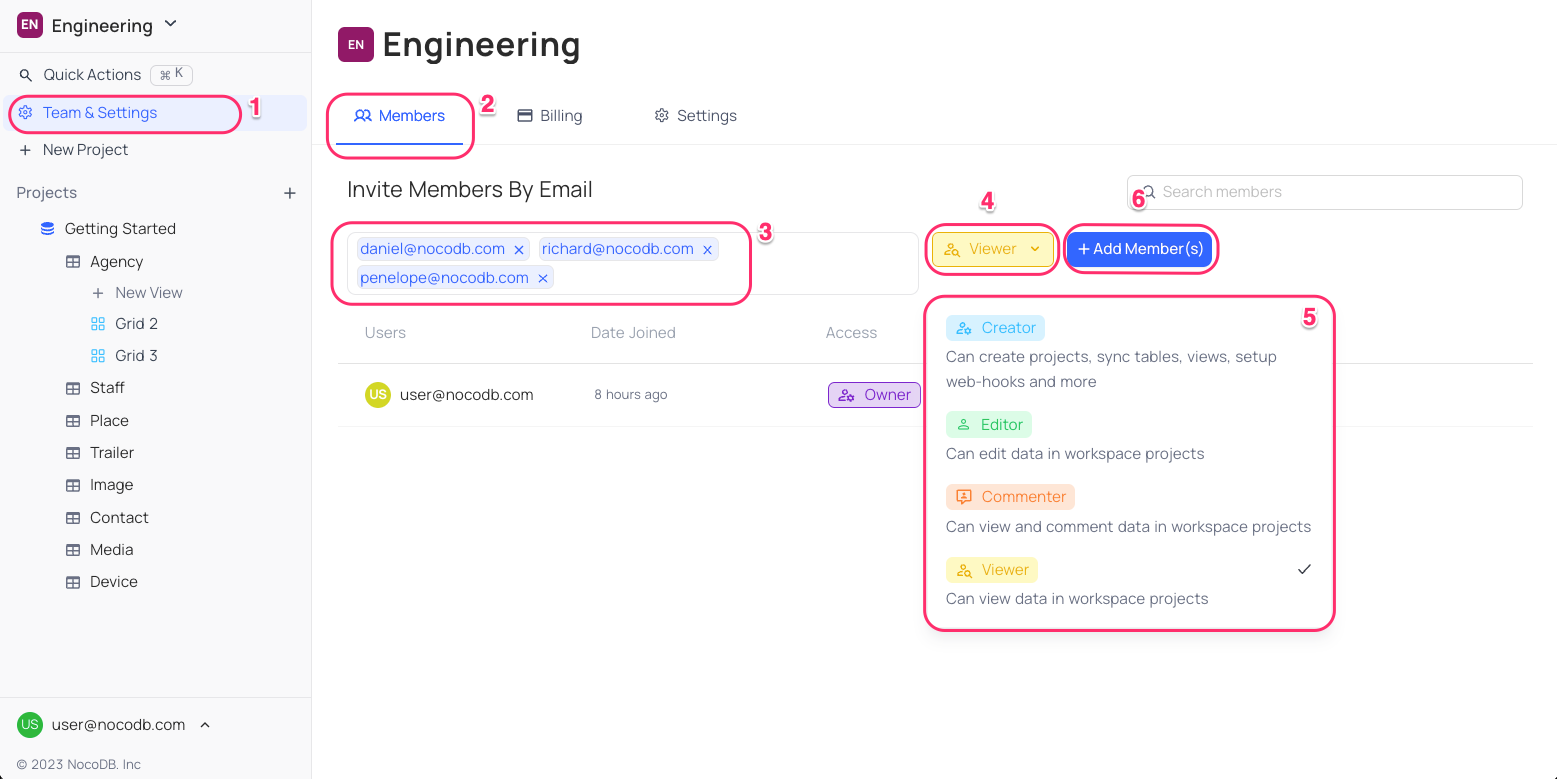 EN Engineering
Quick Actions ⌘ K
Team & Settings 1
+ New Project
Projects +
Getting Started
Agency
+ New View
Grid 2
Grid 3
Staff
Place
Trailer
Image
Contact
Media
Device
US user@nocodb.com
© 2023 NocoDB. Inc
EN Engineering
Members 2 Billing Settings
Invite Members By Email
Search members
daniel@nocodb.com × richard@nocodb.com × 3
penelope@nocodb.com ×
4
Viewer
6
+ Add Member(s)
Users Date Joined Access
US user@nocodb.com 8 hours ago Owner
5
Creator
Can create projects, sync tables, views, setup
web-hooks and more
Editor
Can edit data in workspace projects
Commenter
Can view and comment data in workspace projects
Viewer
Can view data in workspace projects